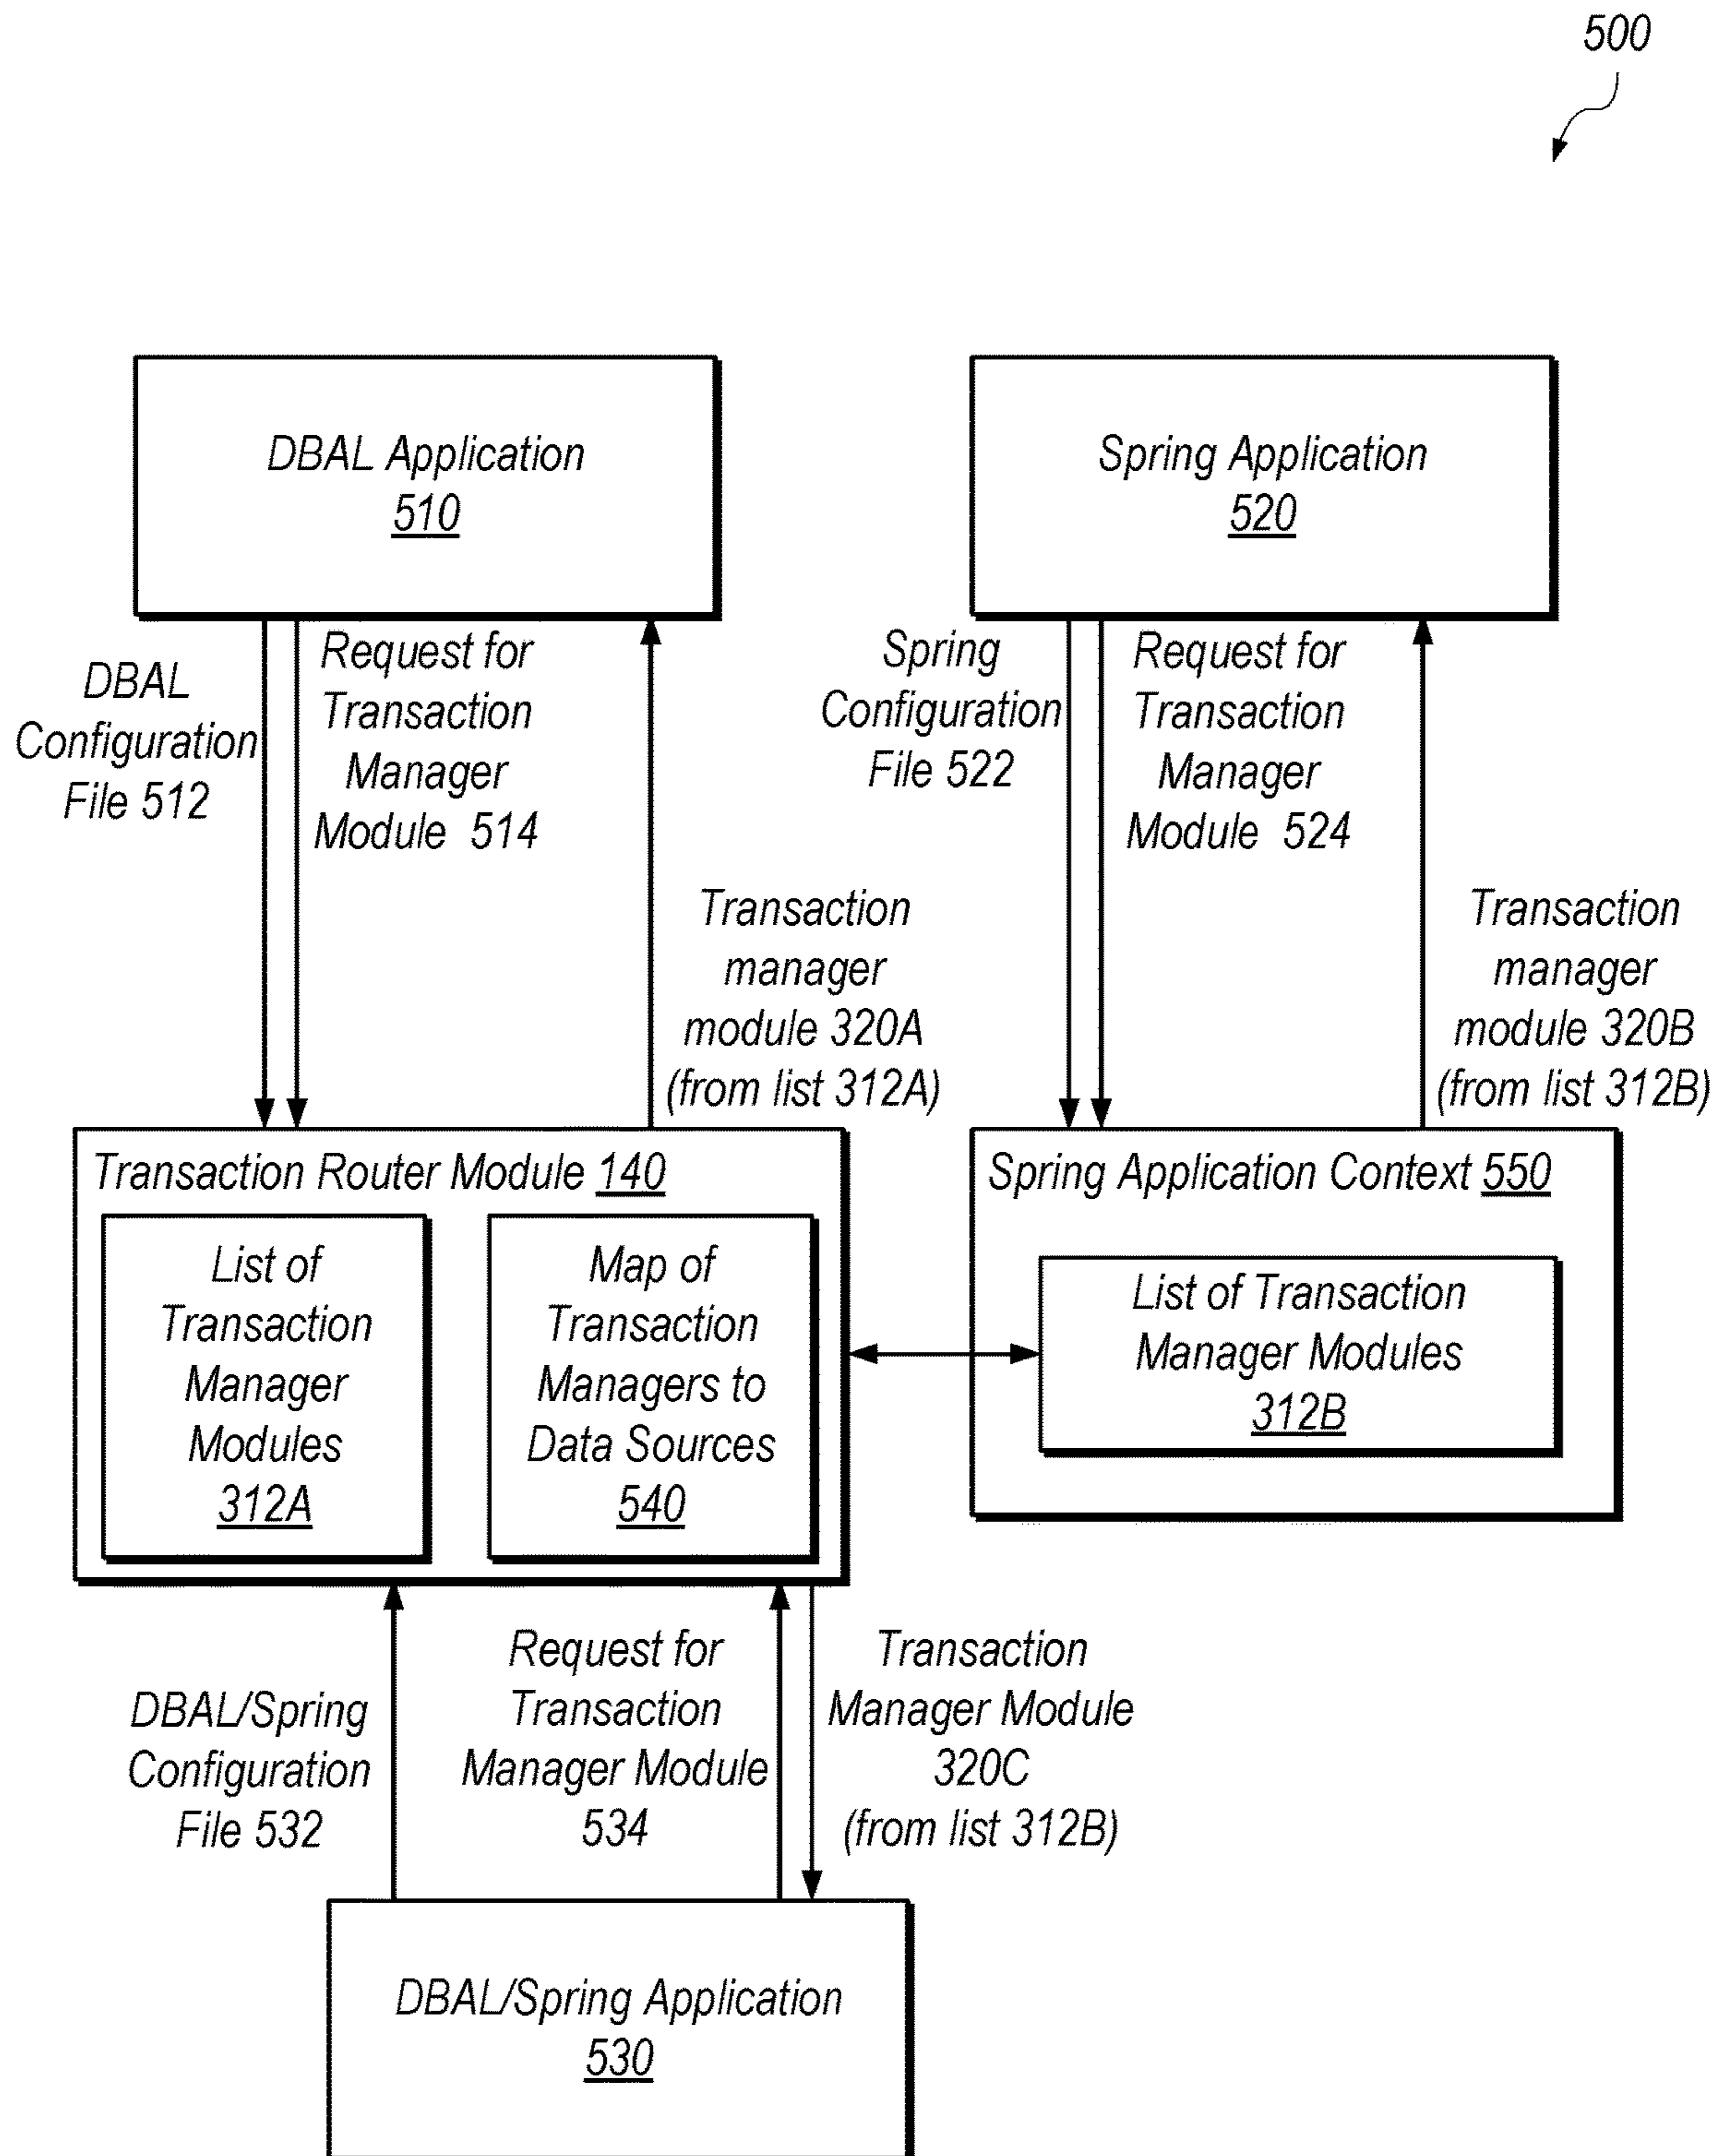 500
DBAL Application
510
Spring Application
520
DBAL
Configuration
File 512
Request for
Transaction
Manager
Module 514
Transaction
manager
module 320A
(from list 312A)
Spring
Configuration
File 522
Request for
Transaction
Manager
Module 524
Transaction
manager
module 320B
(from list 312B)
Transaction Router Module 140
List of
Transaction
Manager
Modules
312A
Map of
Transaction
Managers to
Data Sources
540
Spring Application Context 550
List of Transaction
Manager Modules
312B
DBAL/Spring
Configuration
File 532
Request for
Transaction
Manager Module
534
Transaction
Manager Module
320C
(from list 312B)
DBAL/Spring Application
530